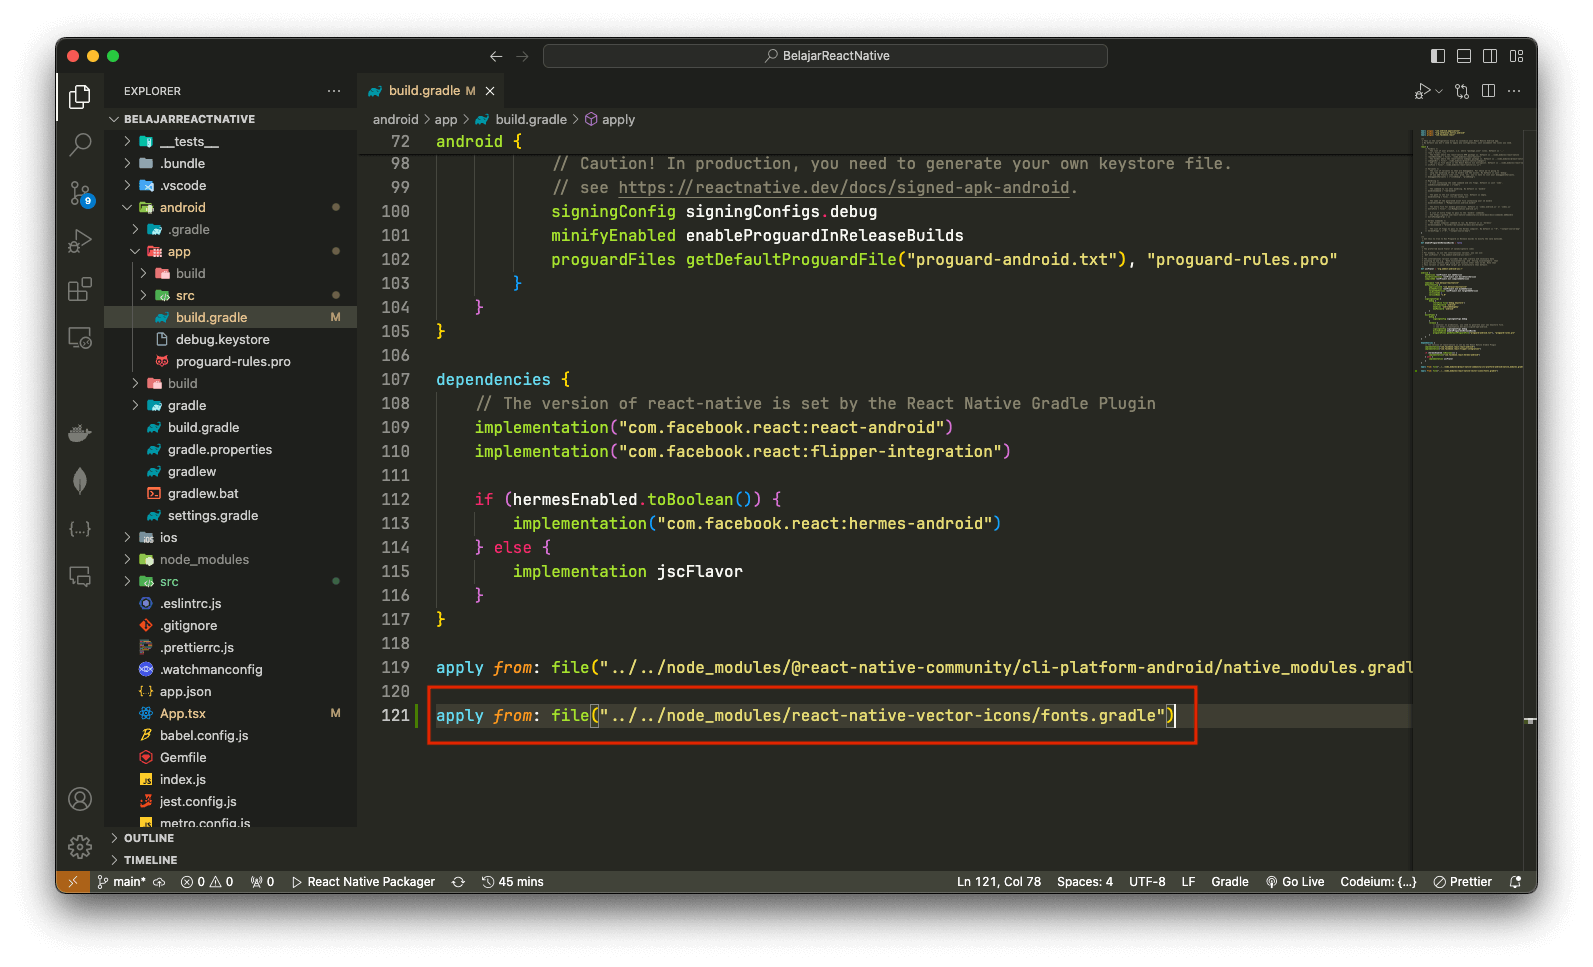 BelajarReactNative
EXPLORER
BELAJARREACTNATIVE
__tests__
.bundle
.vscode
android
.gradle
app
build
src
build.gradle M
debug.keystore
proguard-rules.pro
build
gradle
build.gradle
gradle.properties
gradlew
gradlew.bat
settings.gradle
ios
node_modules
src
.eslintrc.js
.gitignore
.prettierrc.js
.watchmanconfig
app.json
App.tsx M
babel.config.js
Gemfile
index.js
jest.config.js
metro.config.js
OUTLINE
TIMELINE
build.gradle M
android > app > build.gradle > apply
72 android {
98 // Caution! In production, you need to generate your own keystore file.
99 // see https://reactnative.dev/docs/signed-apk-android.
100 signingConfig signingConfigs.debug
101 minifyEnabled enableProguardInReleaseBuilds
102 proguardFiles getDefaultProguardFile("proguard-android.txt"), "proguard-rules.pro"
103 }
104 }
105 }
106
107 dependencies {
108 // The version of react-native is set by the React Native Gradle Plugin
109 implementation("com.facebook.react:react-android")
110 implementation("com.facebook.react:flipper-integration")
111
112 if (hermesEnabled.toBoolean()) {
113 implementation("com.facebook.react:hermes-android")
114 } else {
115 implementation jscFlavor
116 }
117 }
118
119 apply from: file("../../node_modules/@react-native-community/cli-platform-android/native_modules.gradl
120
121 apply from: file("../../node_modules/react-native-vector-icons/fonts.gradle")
9
main* 0 0 0 React Native Packager 45 mins Ln 121, Col 78 Spaces: 4 UTF-8 LF Gradle Go Live Codeium: {...} Prettier